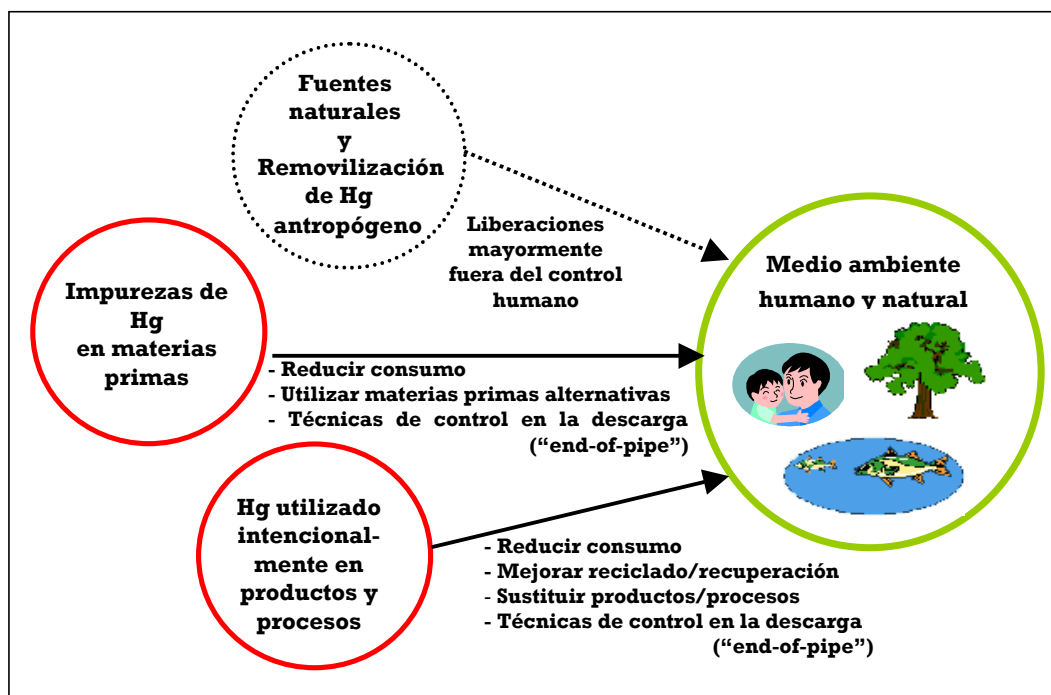 Fuentes
naturales
y
Removilización
de Hg
antropógeno
Liberaciones
mayormente
fuera del control
humano
Medio ambiente
humano y natural
Impurezas de
Hg
en materias
primas
- Reducir consumo
- Utilizar materias primas alternativas
- Técnicas de control en la descarga
(“end-of-pipe”)
Hg utilizado
intencional-
mente en
productos y
procesos
- Reducir consumo
- Mejorar reciclado/recuperación
- Sustituir productos/procesos
- Técnicas de control en la descarga
(“end-of-pipe”)